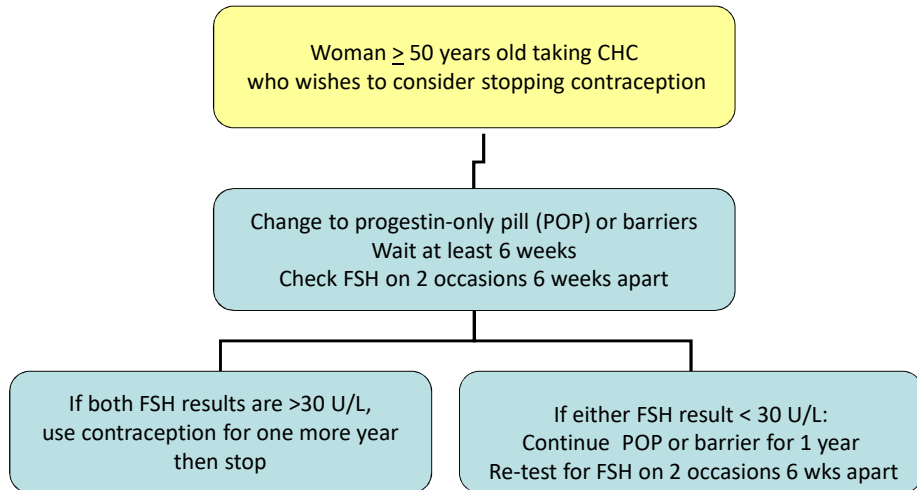 Woman ≥ 50 years old taking CHC
who wishes to consider stopping contraception
Change to progestin-only pill (POP) or barriers
Wait at least 6 weeks
Check FSH on 2 occasions 6 weeks apart
If both FSH results are >30 U/L,
use contraception for one more year
then stop
If either FSH result < 30 U/L:
Continue POP or barrier for 1 year
Re-test for FSH on 2 occasions 6 wks apart